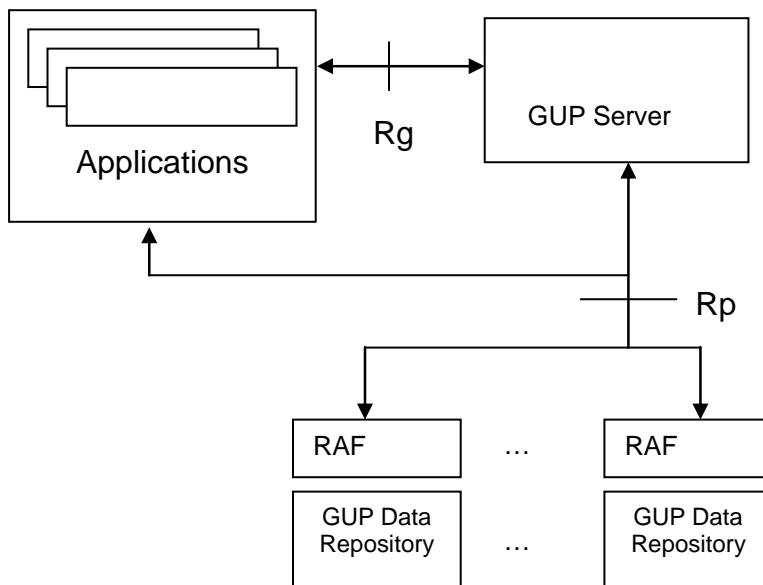 Rg
GUP Server
Applications
Rp
RAF
…
RAF
GUP Data
Repository
…
GUP Data
Repository